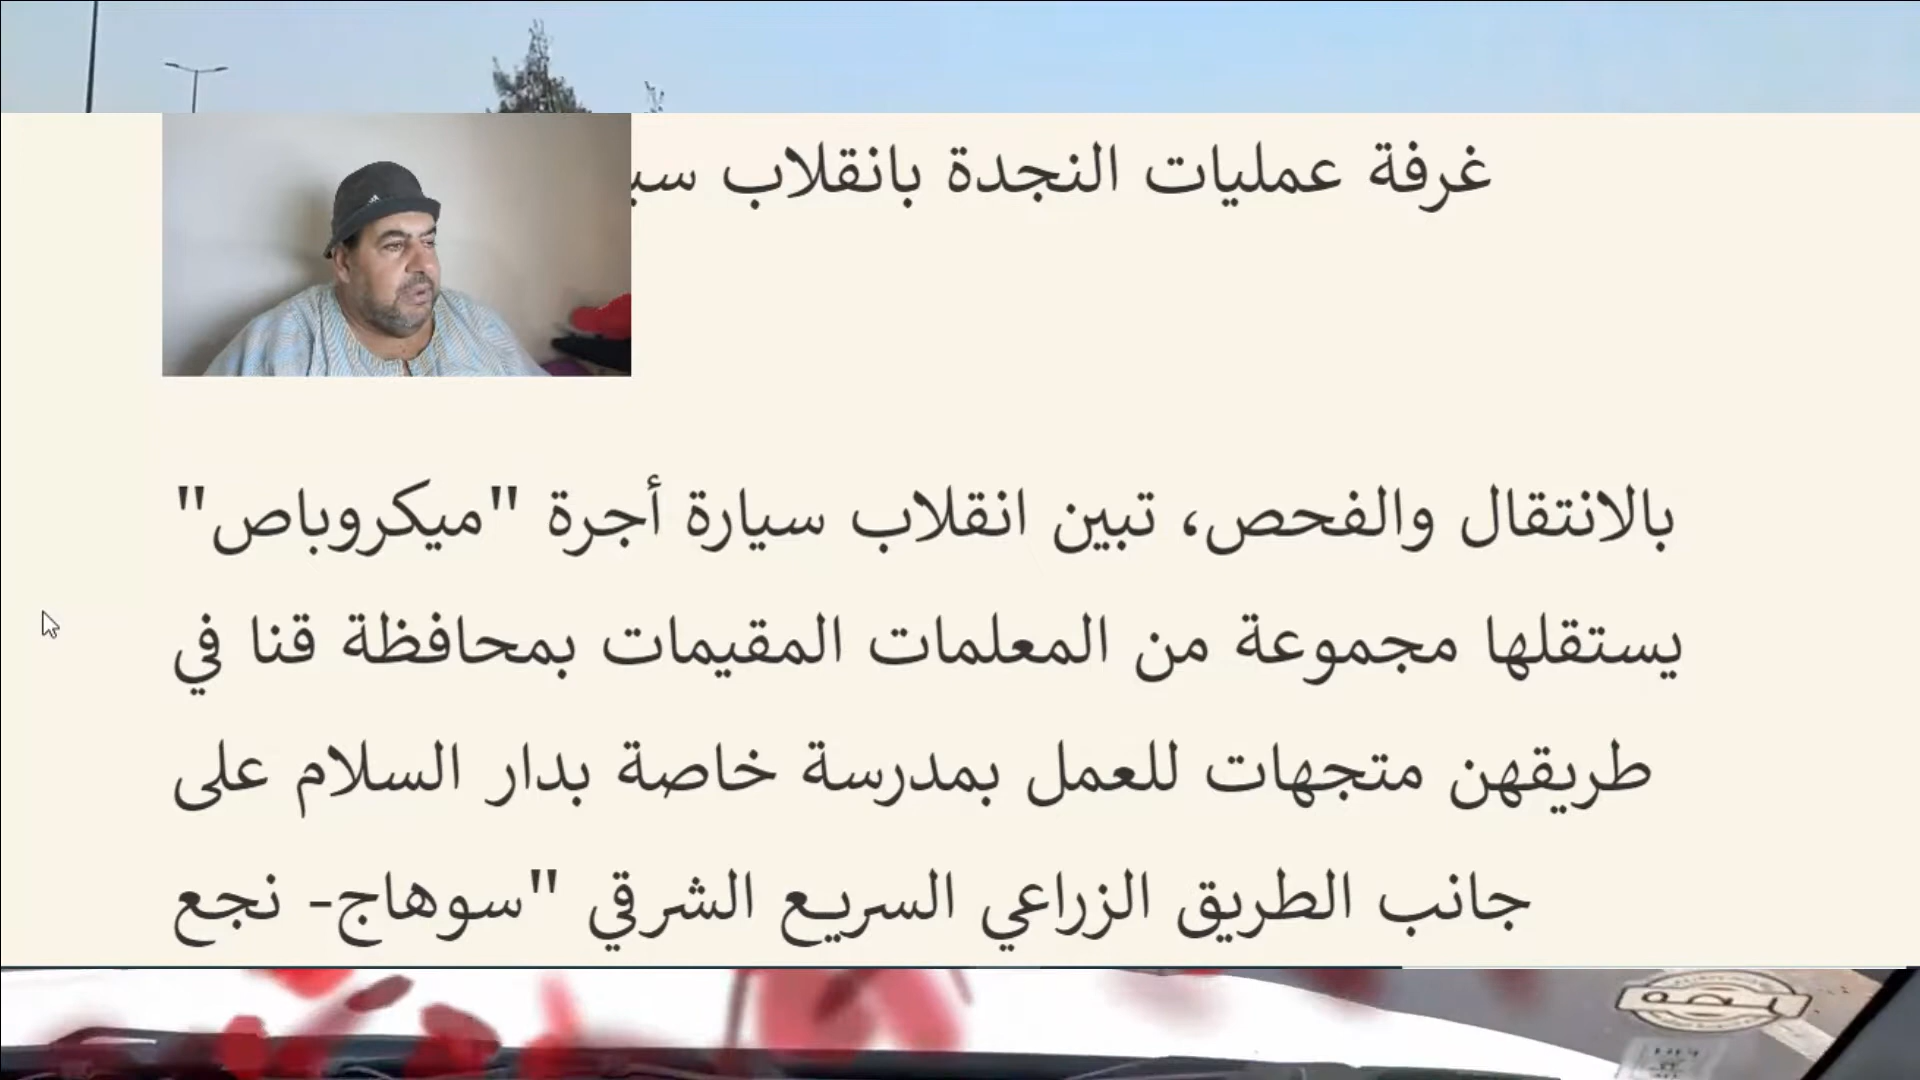 غرفة عمليات النجدة بانقلاب
بالانتقال والفحص، تبين انقلاب سيارة أجرة "ميكروباص"
يستقلها مجموعة من المعلمات المقيمات بمحافظة قنا في
طريقهن متجهات للعمل بمدرسة خاصة بدار السلام على
جانب الطريق الزراعي السريع الشرقي "سوهاج- نجع